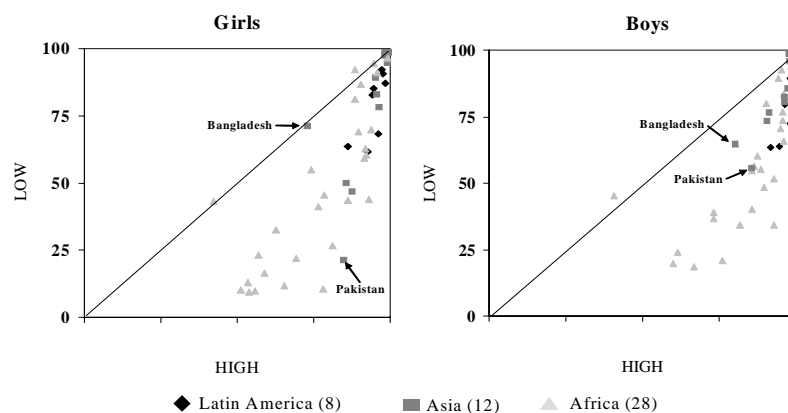 Girls
Boys
100
75
50
25
0
LOW
Bangladesh
Pakistan
HIGH
100
75
50
25
0
LOW
Bangladesh
Pakistan
HIGH
Latin America (8)
Asia (12)
Africa (28)